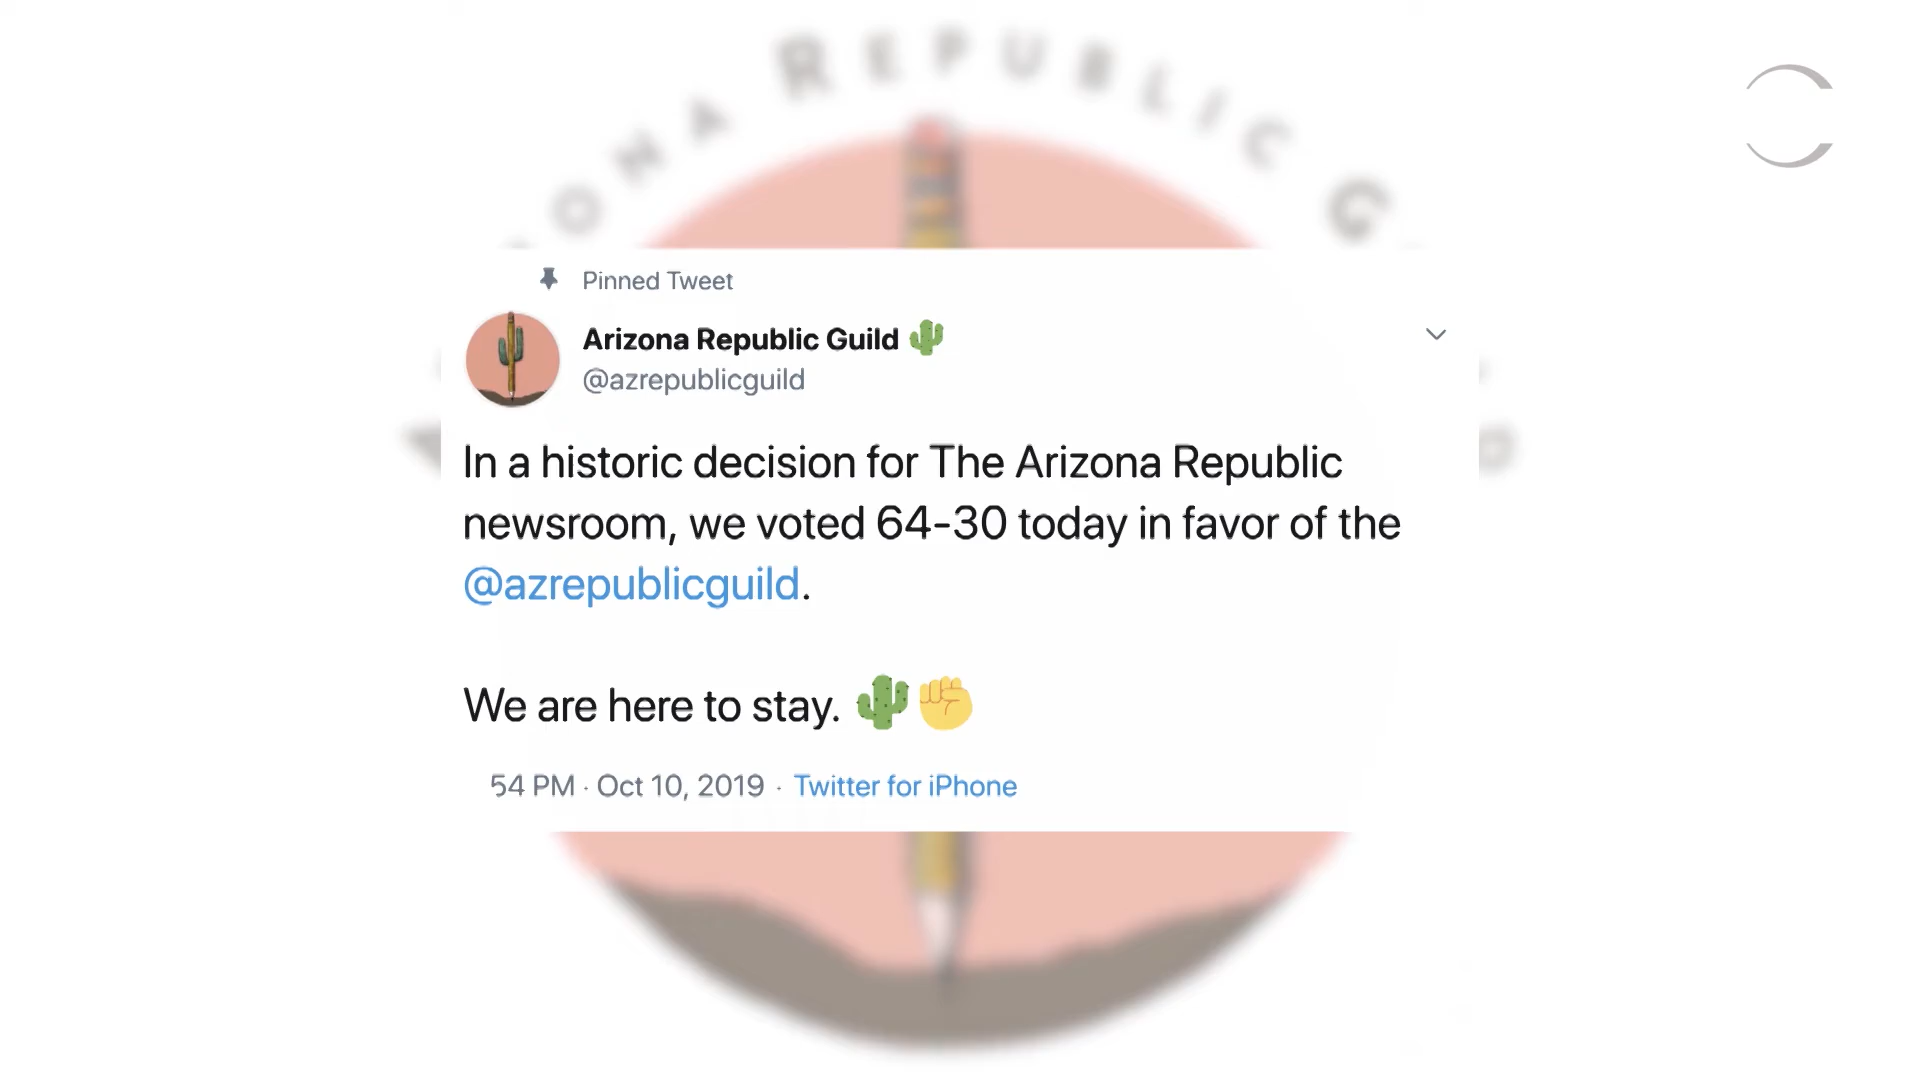 REPUBLIC
Pinned Tweet
Arizona Republic Guild 🌵
@azrepublicguild
In a historic decision for The Arizona Republic
newsroom, we voted 64-30 today in favor of the
@azrepublicguild.
We are here to stay. 🌵✊
54 PM · Oct 10, 2019 · Twitter for iPhone